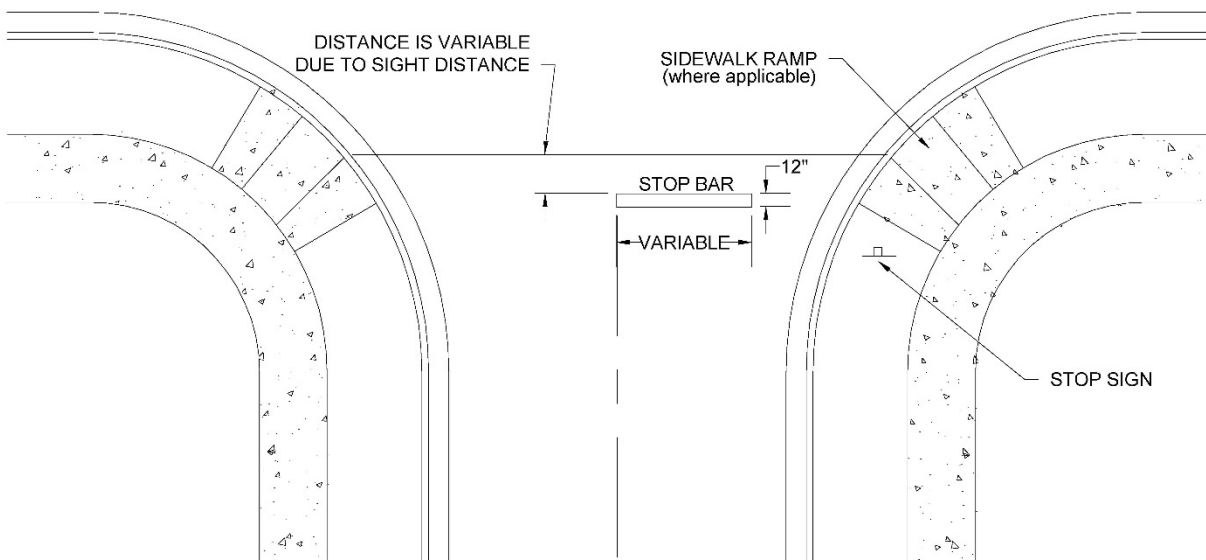 DISTANCE IS VARIABLE
DUE TO SIGHT DISTANCE
SIDEWALK RAMP
(where applicable)
12"
STOP BAR
VARIABLE
STOP SIGN